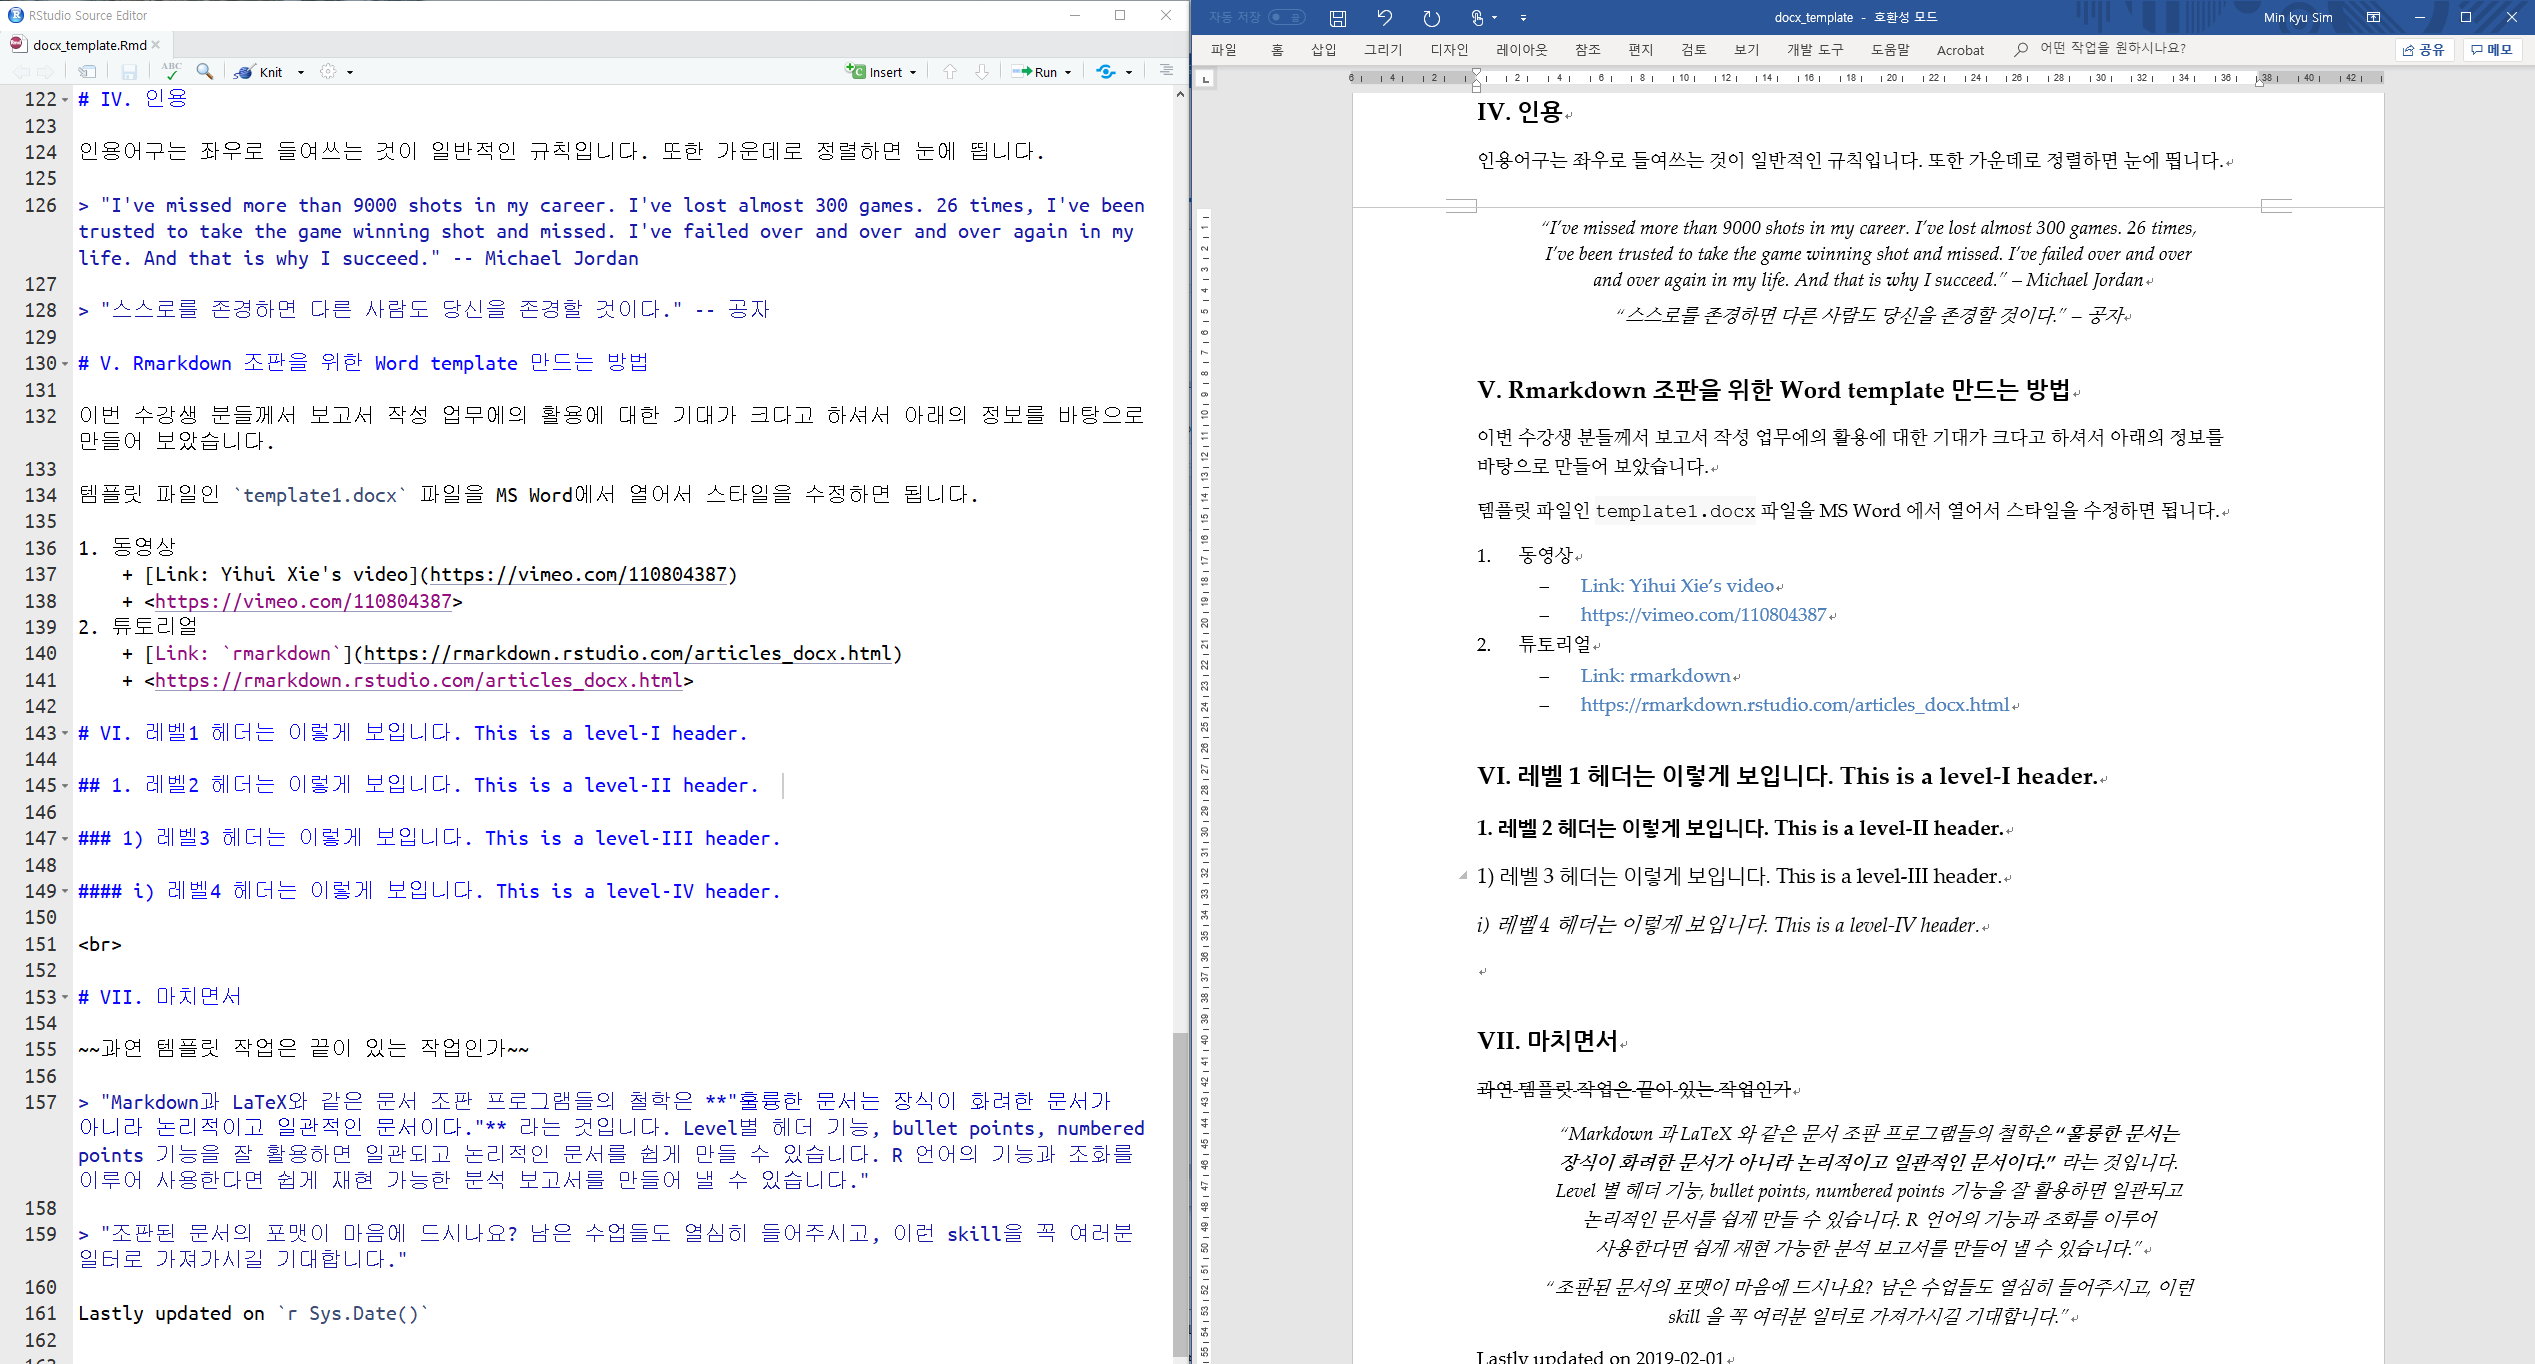 RStudio Source Editor
docx_template.Rmd
ABC
Knit
Insert
Run
122 # IV. 인용
123
124 인용어구는 좌우로 들여쓰는 것이 일반적인 규칙입니다. 또한 가운데로 정렬하면 눈에 띕니다.
125
126 > "I've missed more than 9000 shots in my career. I've lost almost 300 games. 26 times, I've been
trusted to take the game winning shot and missed. I've failed over and over and over again in my
life. And that is why I succeed." -- Michael Jordan
127
128 > "스스로를 존경하면 다른 사람도 당신을 존경할 것이다." -- 공자
129
130 # V. Rmarkdown 조판을 위한 Word template 만드는 방법
131
132 이번 수강생 분들께서 보고서 작성 업무에의 활용에 대한 기대가 크다고 하셔서 아래의 정보를 바탕으로
만들어 보았습니다.
133
134 템플릿 파일인 `template1.docx` 파일을 MS Word에서 열어서 스타일을 수정하면 됩니다.
135
136 1. 동영상
137 + [Link: Yihui Xie's video](https://vimeo.com/110804387)
138 + <https://vimeo.com/110804387>
139 2. 튜토리얼
140 + [Link: `rmarkdown`](https://rmarkdown.rstudio.com/articles_docx.html)
141 + <https://rmarkdown.rstudio.com/articles_docx.html>
142
143 # VI. 레벨1 헤더는 이렇게 보입니다. This is a level-I header.
144
145 ## 1. 레벨2 헤더는 이렇게 보입니다. This is a level-II header.
146
147 ### 1) 레벨3 헤더는 이렇게 보입니다. This is a level-III header.
148
149 #### i) 레벨4 헤더는 이렇게 보입니다. This is a level-IV header.
150
151 <br>
152
153 # VII. 마치면서
154
155 ~~과연 템플릿 작업은 끝이 있는 작업인가~~
156
157 > "Markdown과 LaTeX와 같은 문서 조판 프로그램들의 철학은 **"훌륭한 문서는 장식이 화려한 문서가
아니라 논리적이고 일관적인 문서이다."** 라는 것입니다. Level별 헤더 기능, bullet points, numbered
points 기능을 잘 활용하면 일관되고 논리적인 문서를 쉽게 만들 수 있습니다. R 언어의 기능과 조화를
이루어 사용한다면 쉽게 재현 가능한 분석 보고서를 만들어 낼 수 있습니다."
158
159 > "조판된 문서의 포맷이 마음에 드시나요? 남은 수업들도 열심히 들어주시고, 이런 skill을 꼭 여러분
일터로 가져가시길 기대합니다."
160
161 Lastly updated on `r Sys.Date()`
162
자동 저장
docx_template - 호환성 모드
Min kyu Sim
파일 홈 삽입 그리기 디자인 레이아웃 참조 편지 검토 보기 개발 도구 도움말 Acrobat 어떤 작업을 원하시나요? 공유 메모
6 4 2 2 4 6 8 10 12 14 16 18 20 22 24 26 28 30 32 34 36 38 40 42
IV. 인용
인용어구는 좌우로 들여쓰는 것이 일반적인 규칙입니다. 또한 가운데로 정렬하면 눈에 띕니다.
“I’ve missed more than 9000 shots in my career. I’ve lost almost 300 games. 26 times,
I’ve been trusted to take the game winning shot and missed. I’ve failed over and over
and over again in my life. And that is why I succeed.” – Michael Jordan
“스스로를 존경하면 다른 사람도 당신을 존경할 것이다.” – 공자
V. Rmarkdown 조판을 위한 Word template 만드는 방법
이번 수강생 분들께서 보고서 작성 업무에의 활용에 대한 기대가 크다고 하셔서 아래의 정보를
바탕으로 만들어 보았습니다.
템플릿 파일인 template1.docx 파일을 MS Word 에서 열어서 스타일을 수정하면 됩니다.
1. 동영상
– Link: Yihui Xie’s video
– https://vimeo.com/110804387
2. 튜토리얼
– Link: rmarkdown
– https://rmarkdown.rstudio.com/articles_docx.html
VI. 레벨 1 헤더는 이렇게 보입니다. This is a level-I header.
1. 레벨 2 헤더는 이렇게 보입니다. This is a level-II header.
1) 레벨 3 헤더는 이렇게 보입니다. This is a level-III header.
i) 레벨 4 헤더는 이렇게 보입니다. This is a level-IV header.
VII. 마치면서
과연 템플릿 작업은 끝이 있는 작업인가
“Markdown 과 LaTeX 와 같은 문서 조판 프로그램들의 철학은 “훌륭한 문서는
장식이 화려한 문서가 아니라 논리적이고 일관적인 문서이다.” 라는 것입니다.
Level 별 헤더 기능, bullet points, numbered points 기능을 잘 활용하면 일관되고
논리적인 문서를 쉽게 만들 수 있습니다. R 언어의 기능과 조화를 이루어
사용한다면 쉽게 재현 가능한 분석 보고서를 만들어 낼 수 있습니다.”
“조판된 문서의 포맷이 마음에 드시나요? 남은 수업들도 열심히 들어주시고, 이런
skill 을 꼭 여러분 일터로 가져가시길 기대합니다.”
Lastly updated on 2019-02-01